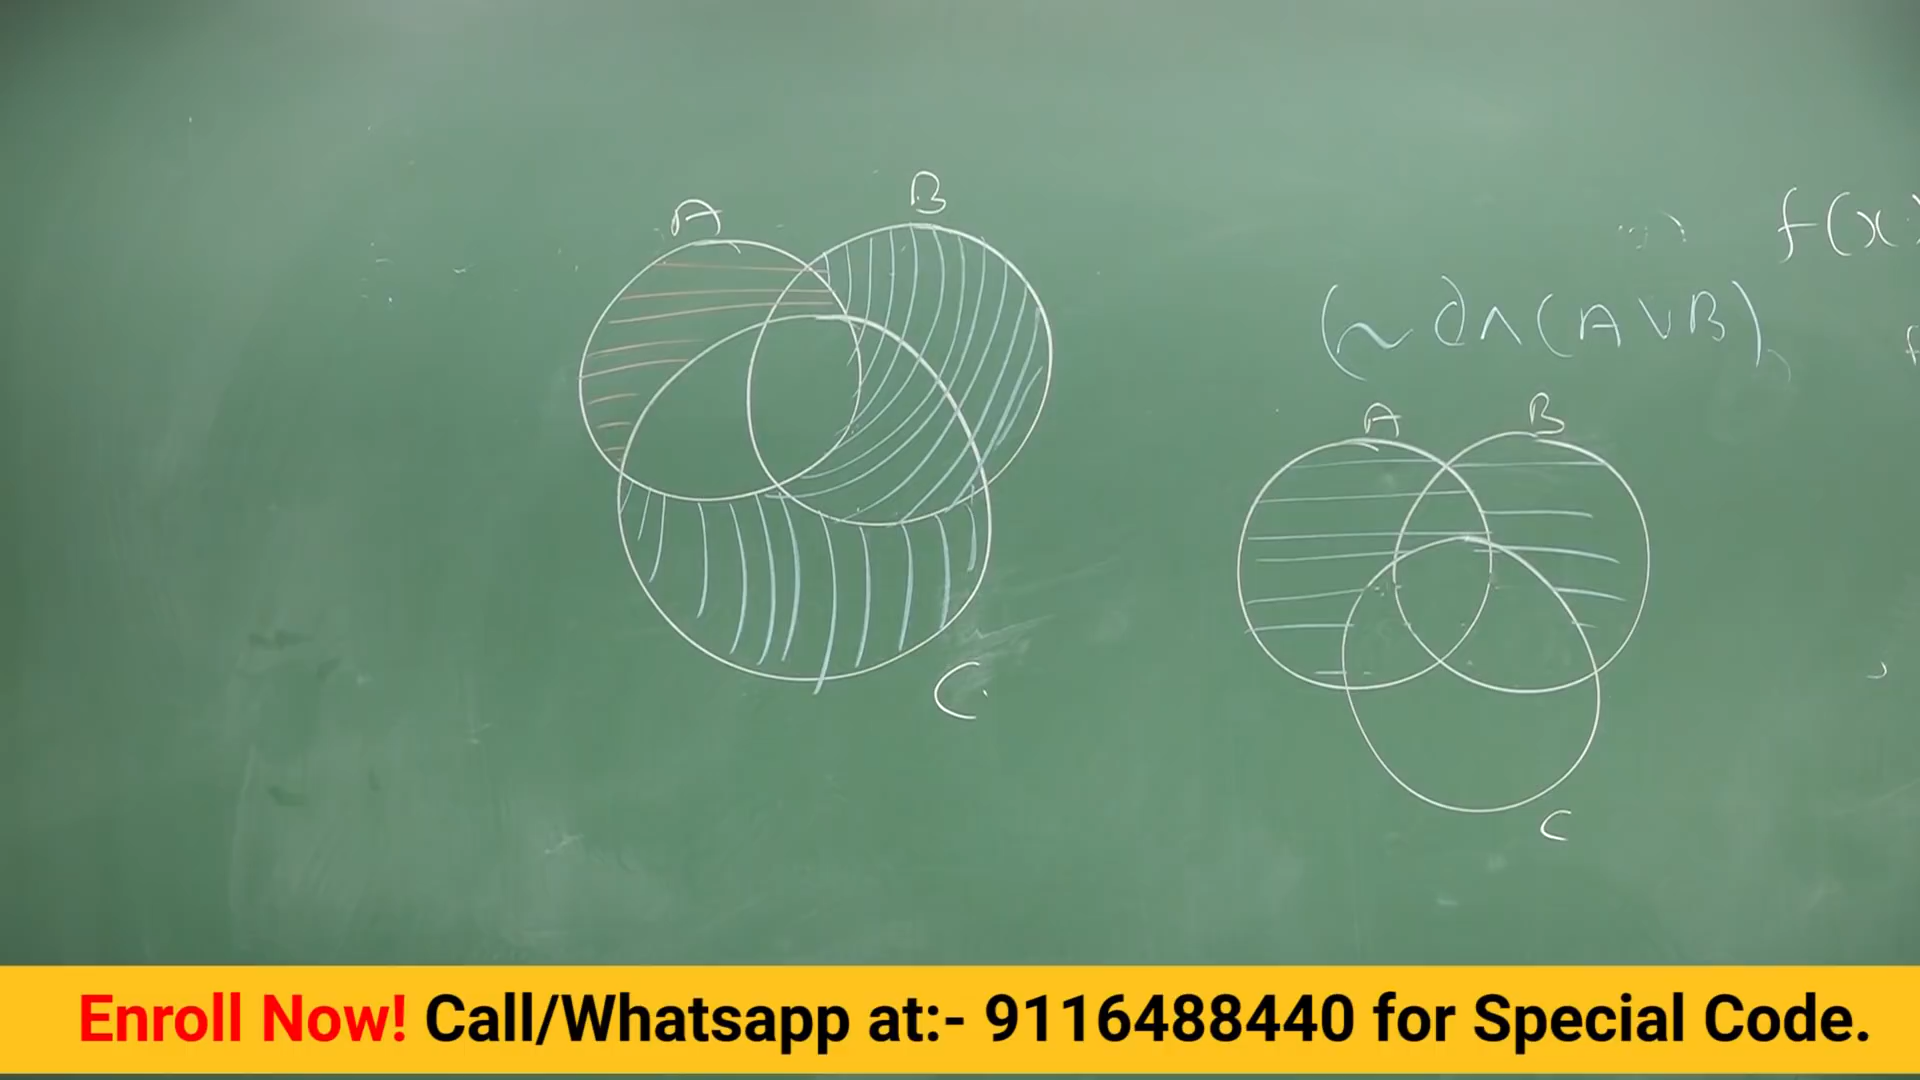 A
B
C
f(x)
(~C)∧(A∨B)
A
B
C
Enroll Now! Call/Whatsapp at:- 9116488440 for Special Code.